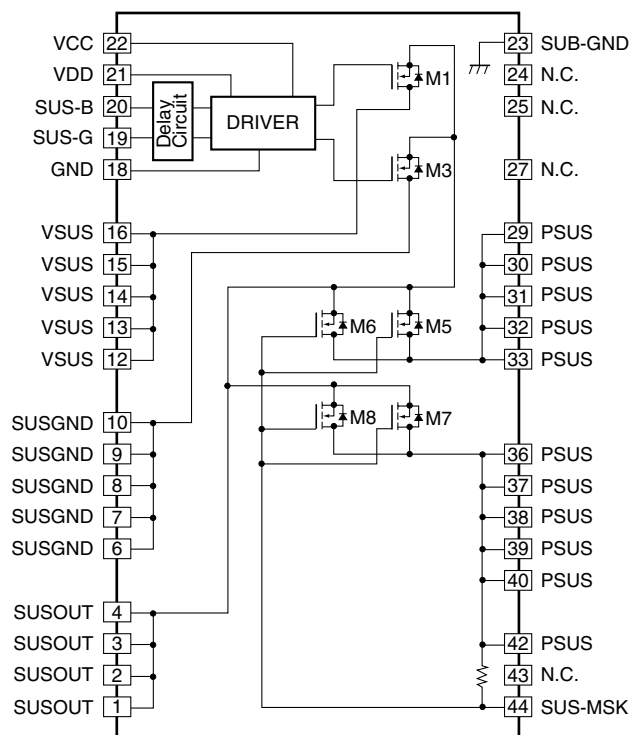 VCC 22
VDD 21
SUS-B 20
SUS-G 19
GND 18
VSUS 16
VSUS 15
VSUS 14
VSUS 13
VSUS 12
SUSGND 10
SUSGND 9
SUSGND 8
SUSGND 7
SUSGND 6
SUSOUT 4
SUSOUT 3
SUSOUT 2
SUSOUT 1
Delay
Circuit
DRIVER
M1
M3
M6
M5
M8
M7
23 SUB-GND
24 N.C.
25 N.C.
27 N.C.
29 PSUS
30 PSUS
31 PSUS
32 PSUS
33 PSUS
36 PSUS
37 PSUS
38 PSUS
39 PSUS
40 PSUS
42 PSUS
43 N.C.
44 SUS-MSK